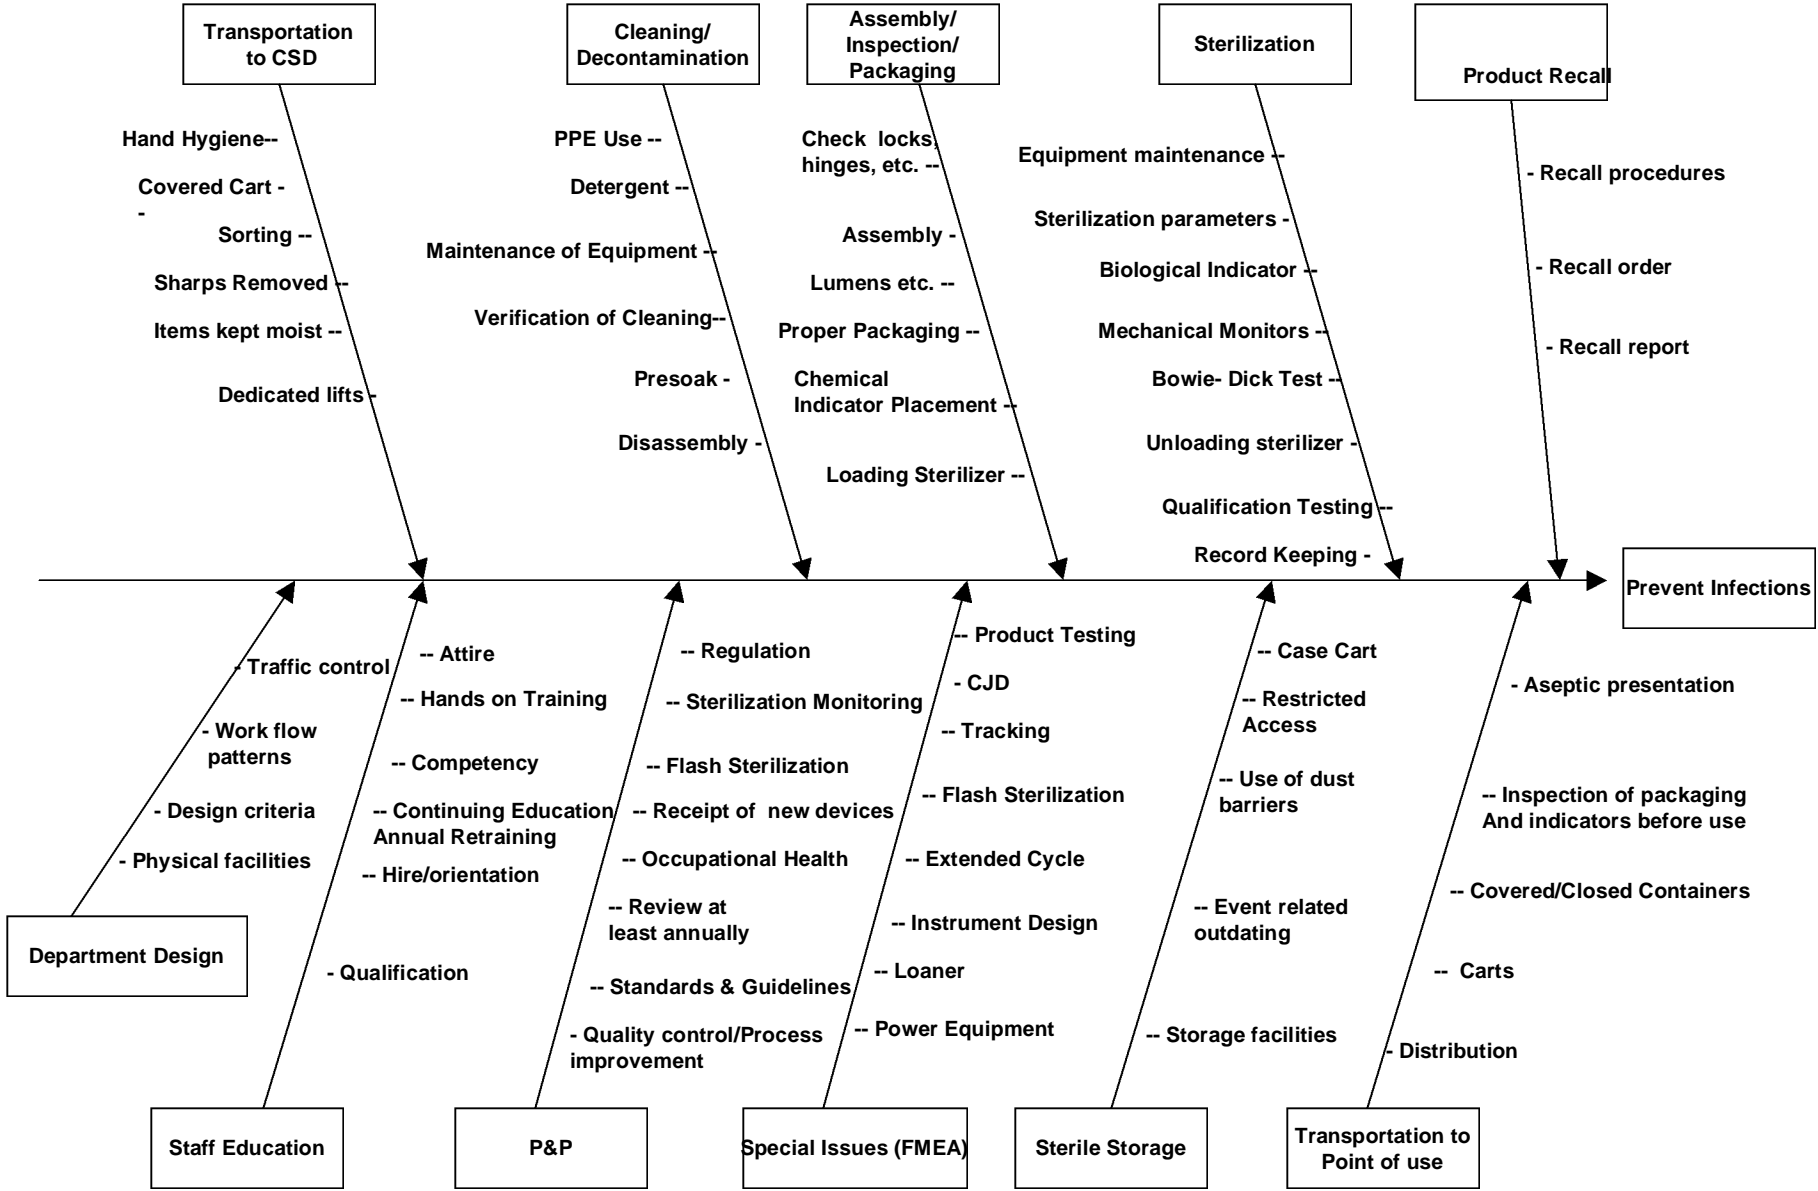 Transportation
to CSD
Hand Hygiene--
Covered Cart -
-
Sorting --
Sharps Removed --
Items kept moist --
Dedicated lifts -
Cleaning/
Decontamination
PPE Use --
Detergent --
Maintenance of Equipment --
Verification of Cleaning--
Presoak -
Disassembly -
Assembly/
Inspection/
Packaging
Check  locks,
hinges, etc. --
Assembly -
Lumens etc. --
Proper Packaging --
Chemical
Indicator Placement --
Loading Sterilizer --
Sterilization
Equipment maintenance --
Sterilization parameters -
Biological Indicator --
Mechanical Monitors --
Bowie- Dick Test --
Unloading sterilizer -
Qualification Testing --
Record Keeping -
Product Recall
- Recall procedures
- Recall order
- Recall report
Prevent Infections
- Traffic control
- Work flow
patterns
- Design criteria
- Physical facilities
Department Design
-- Attire
-- Hands on Training
-- Competency
-- Continuing Education
Annual Retraining
-- Hire/orientation
- Qualification
Staff Education
-- Regulation
-- Sterilization Monitoring
-- Flash Sterilization
-- Receipt of  new devices
-- Occupational Health
-- Review at
least annually
-- Standards & Guidelines
- Quality control/Process
improvement
P&P
-- Product Testing
- CJD
-- Tracking
-- Flash Sterilization
-- Extended Cycle
-- Instrument Design
-- Loaner
-- Power Equipment
Special Issues (FMEA)
-- Case Cart
-- Restricted
Access
-- Use of dust
barriers
-- Event related
outdating
-- Storage facilities
Sterile Storage
- Aseptic presentation
-- Inspection of packaging
And indicators before use
-- Covered/Closed Containers
--  Carts
- Distribution
Transportation to
Point of use